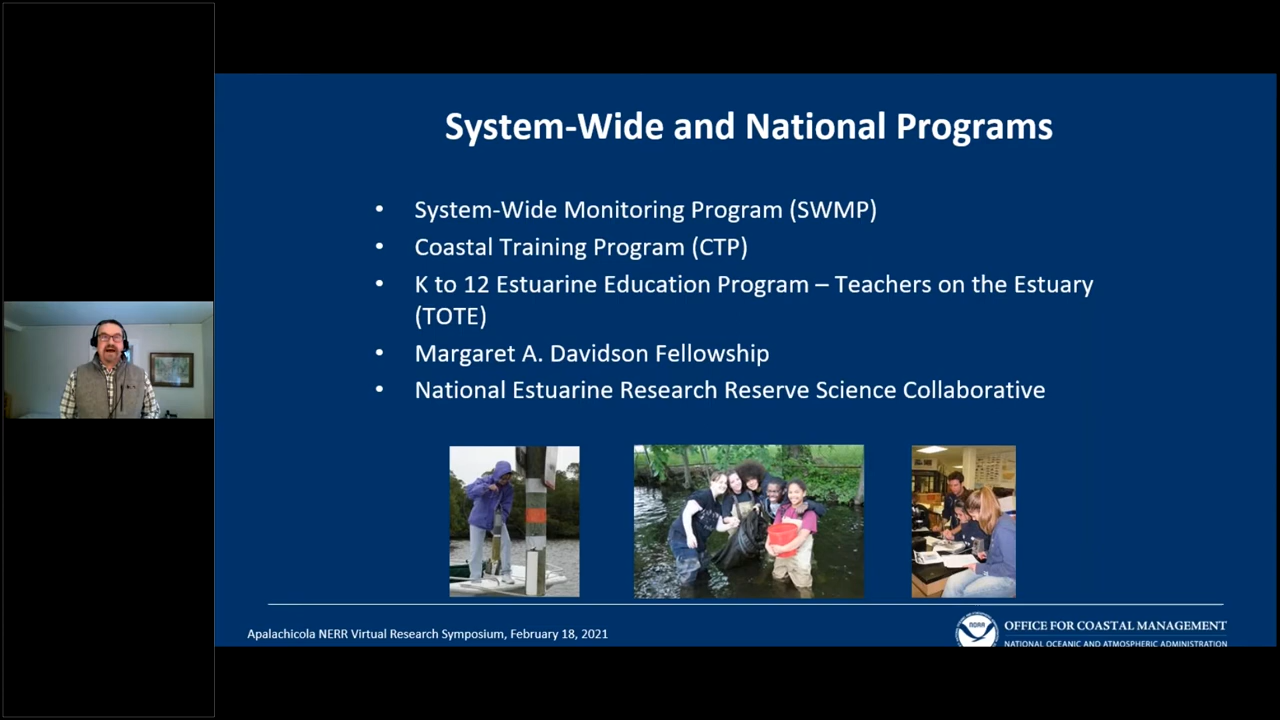 System-Wide and National Programs
• System-Wide Monitoring Program (SWMP)
• Coastal Training Program (CTP)
• K to 12 Estuarine Education Program – Teachers on the Estuary
(TOTE)
• Margaret A. Davidson Fellowship
• National Estuarine Research Reserve Science Collaborative
Apalachicola NERR Virtual Research Symposium, February 18, 2021
NOAA
OFFICE FOR COASTAL MANAGEMENT
NATIONAL OCEANIC AND ATMOSPHERIC ADMINISTRATION